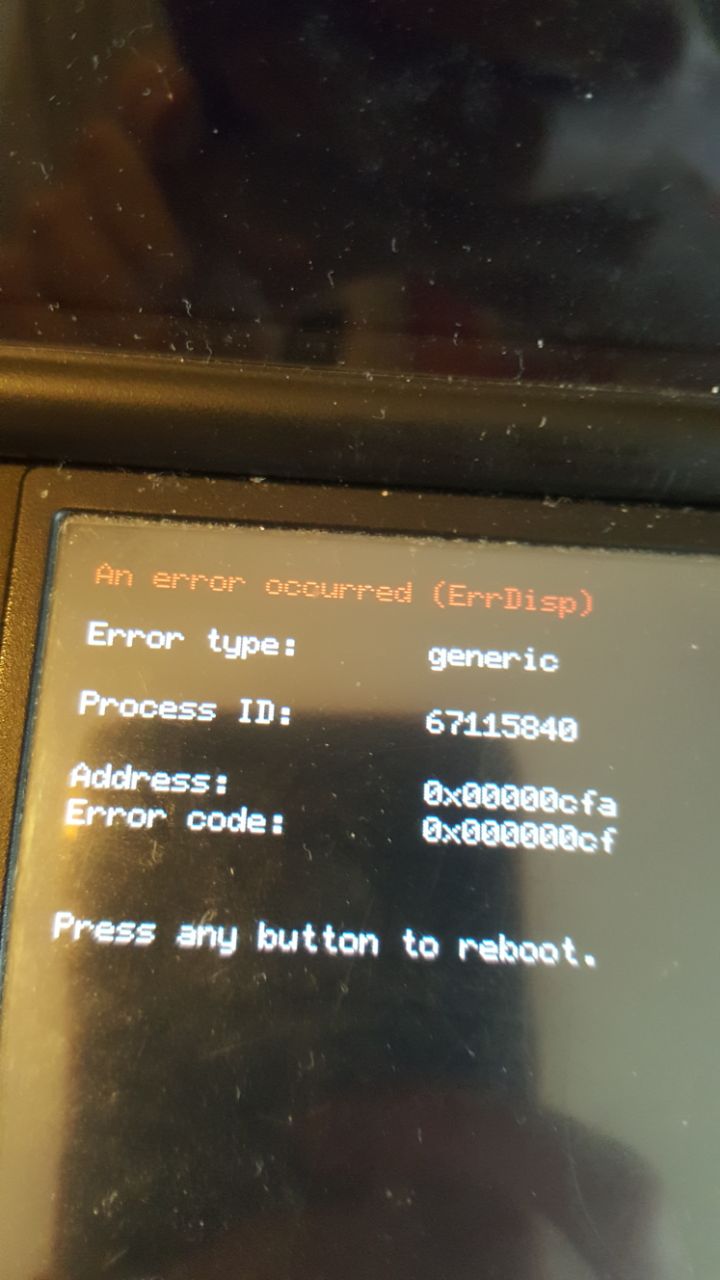 An error ocurred (ErrDisp)
Error type: generic
Process ID: 67115840
Address: 0x00000cfa
Error code: 0x000000cf
Press any button to reboot.